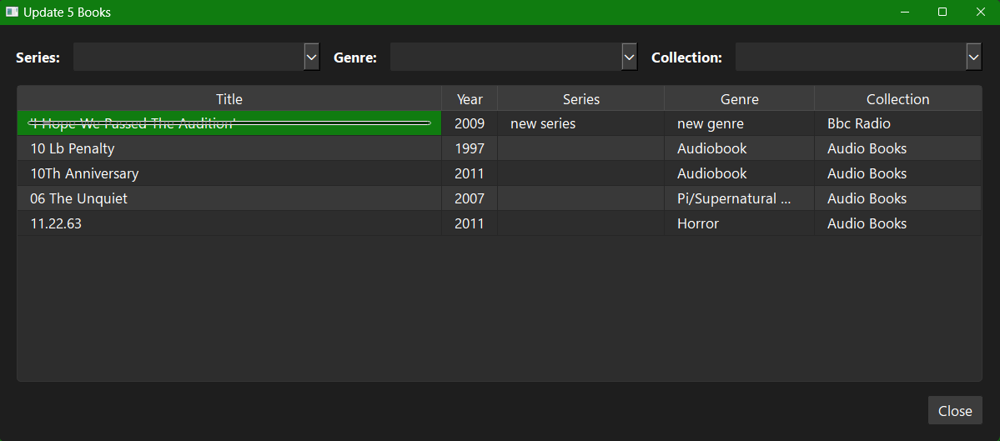 Update 5 Books
Series: Genre: Collection:
Title Year Series Genre Collection
'I Hope We Passed The Audition' 2009 new series new genre Bbc Radio
10 Lb Penalty 1997 Audiobook Audio Books
10Th Anniversary 2011 Audiobook Audio Books
06 The Unquiet 2007 Pi/Supernatural ... Audio Books
11.22.63 2011 Horror Audio Books
Close